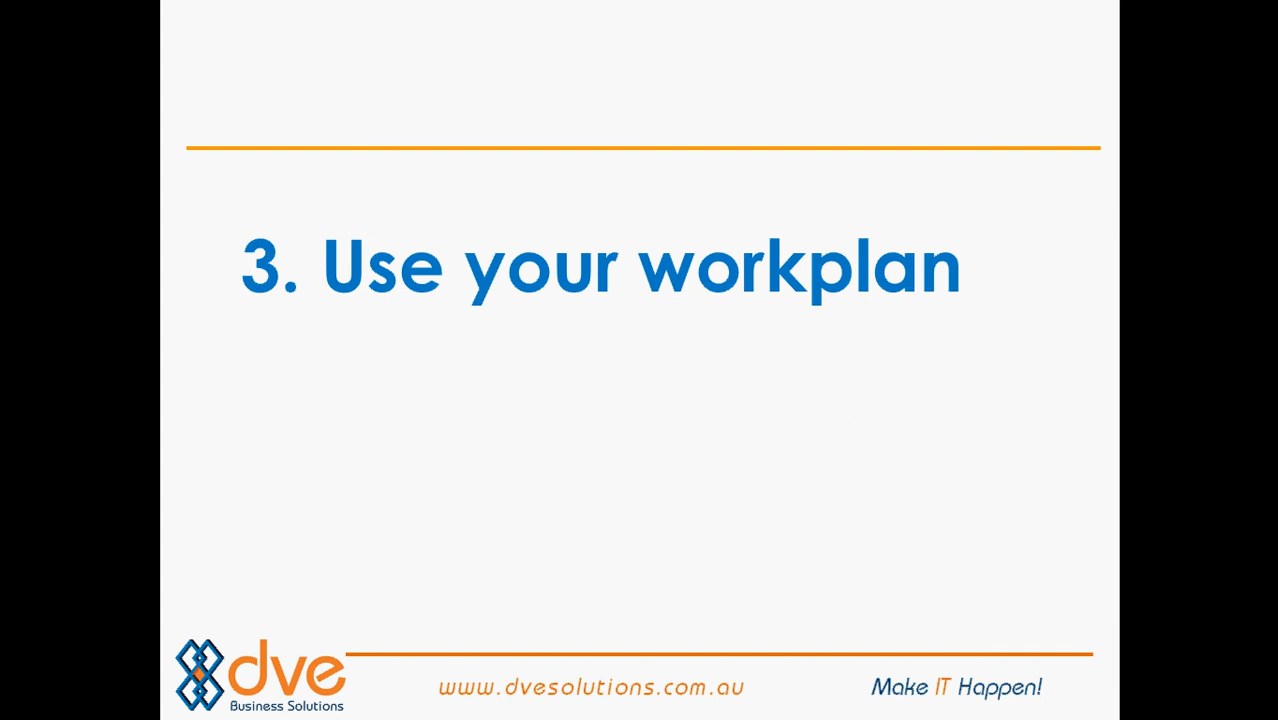 3. Use your workplan
dve
Business Solutions
www.dvesolutions.com.au
Make IT Happen!